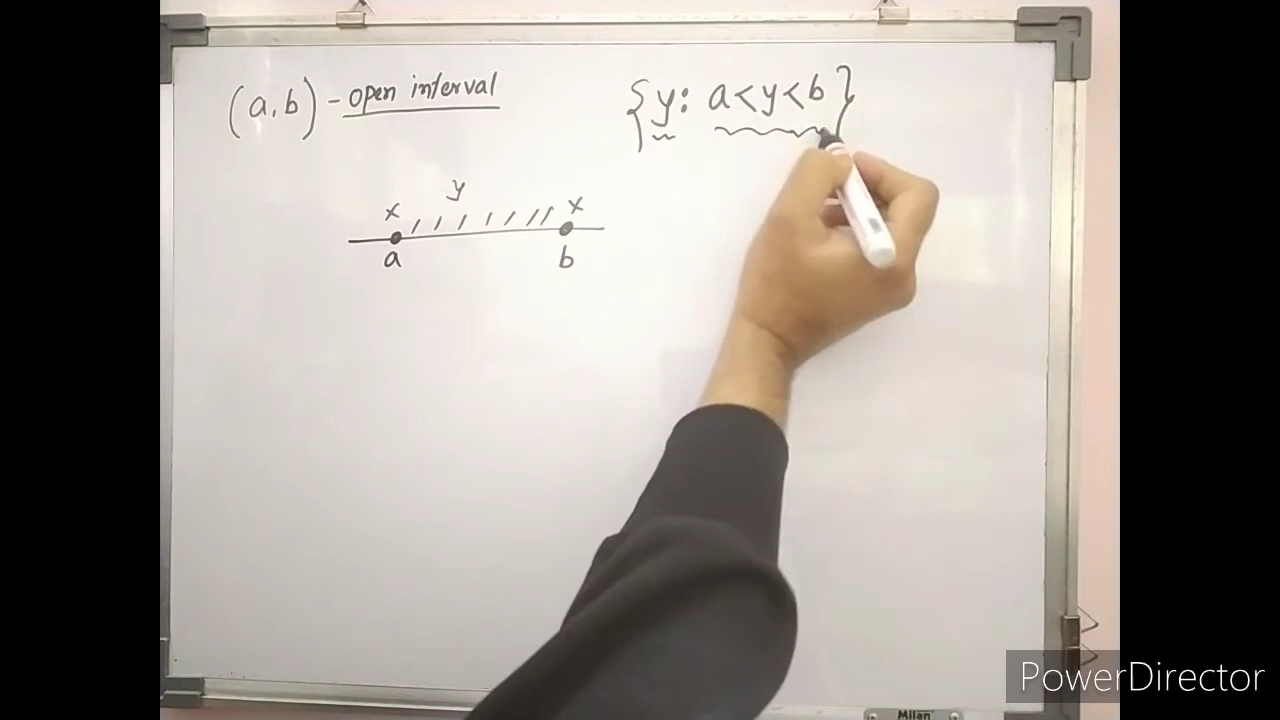 (a,b) - open interval
{y: a<y<b}
y
x x
a b
Milan
PowerDirector